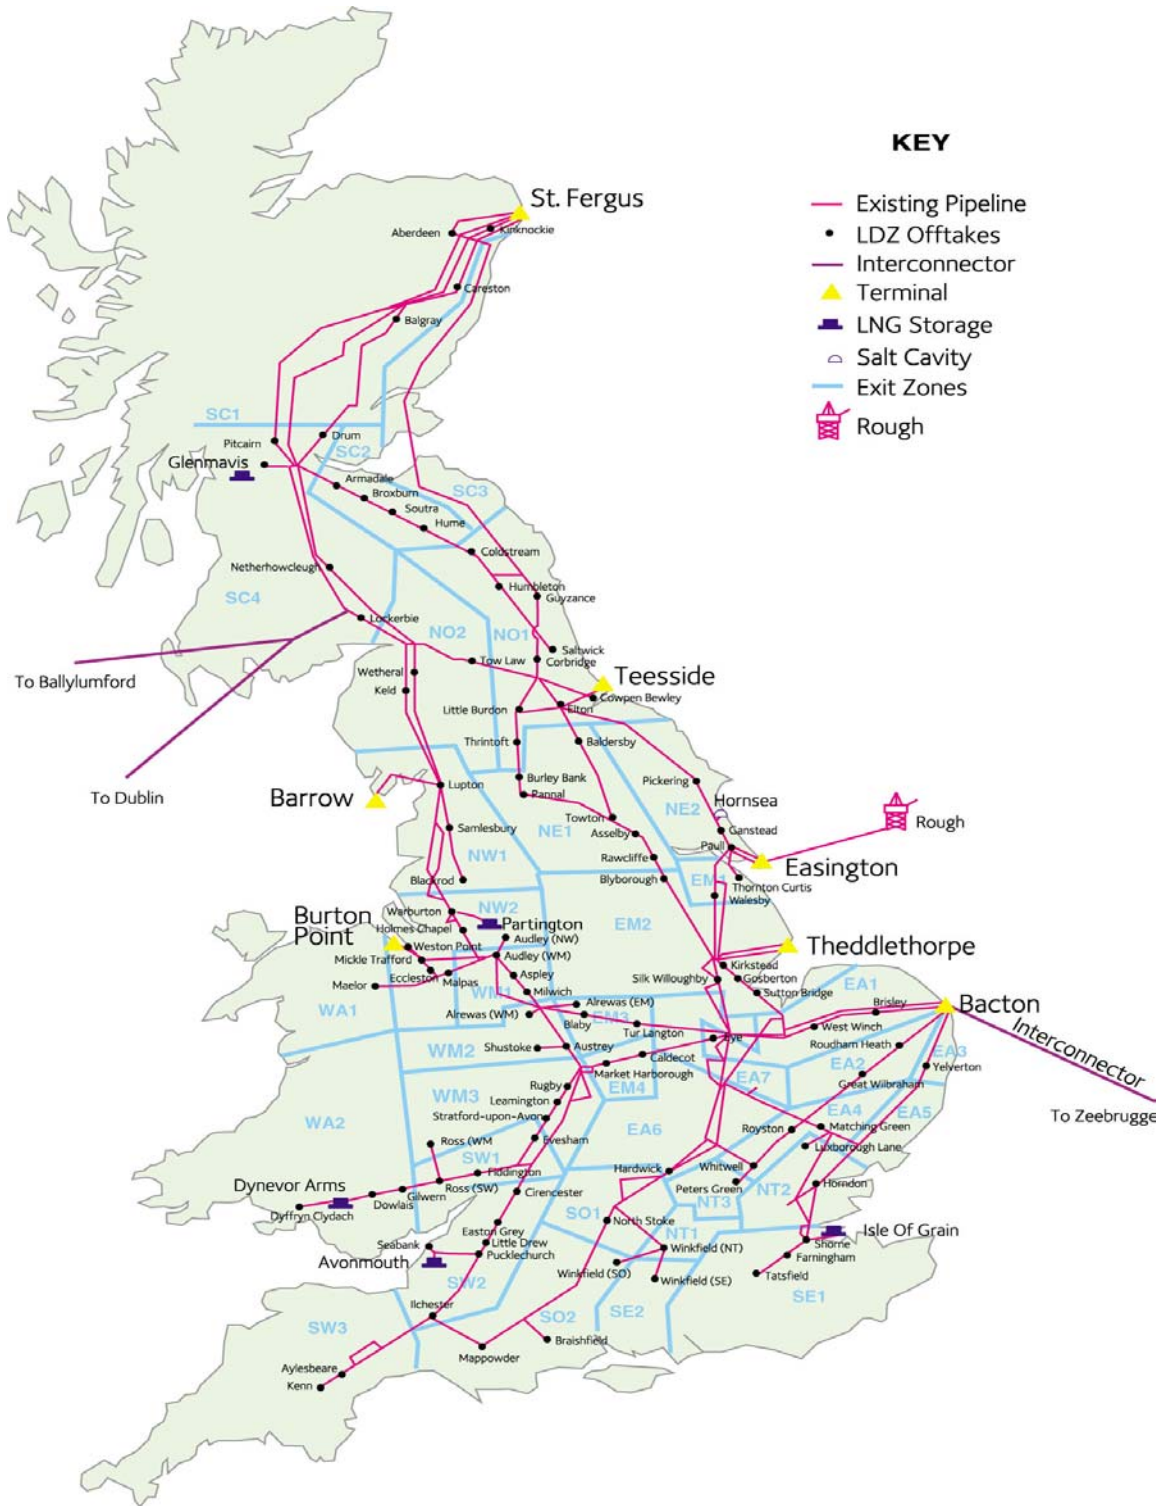 KEY
Existing Pipeline
LDZ Offtakes
Interconnector
Terminal
LNG Storage
Salt Cavity
Exit Zones
Rough
St. Fergus
Aberdeen
Kinknockie
Careston
Balgray
SC1
Pitcairn
Drum
SC2
Glenmavis
Armadale
Broxburn
SC3
Soutra
Hume
Coldstream
Netherhowcleugh
Humbleton
Guyzance
SC4
Lockerbie
NO2
NO1
Saltwick
Corbridge
Tow Law
To Ballylumford
Wetheral
Keld
Teesside
Cowpen Bewley
Little Burdon
Elton
Thrintoft
Baldersby
To Dublin
Barrow
Lupton
Burley Bank
Pannal
Pickering
Hornsea
NE2
Samlesbury
NE1
Towton
Asselby
Ganstead
Paull
Rough
NW1
Rawcliffe
Easington
Blackrod
Blyborough
EM1
Thornton Curtis
Walesby
Burton
Point
Warburton
NW2
Partington
EM2
Holmes Chapel
Audley (NW)
Weston Point
Theddlethorpe
Mickle Trafford
Audley (WM)
Kirkstead
Eccleston
Maelor
Malpas
Aspley
Silk Willoughby
Gosberton
WM1
Milwich
Sutton Bridge
EA1
WA1
Alrewas (EM)
Brisley
Bacton
Alrewas (WM)
EM3
Blaby
Tur Langton
West Winch
Interconnector
WM2
Shustoke
Austrey
Eye
Roudham Heath
Caldecot
EA3
Market Harborough
EA7
EA2
Yelverton
Rugby
EM4
Great Wilbraham
WM3
Leamington
To Zeebrugge
Stratford-upon-Avon
EA4
EA5
WA2
EA6
Royston
Matching Green
Ross (WM
Evesham
Luxborough Lane
SW1
Fiddington
Hardwick
Whitwell
Dynevor Arms
Ross (SW)
Peters Green
NT2
Horndon
Gilwern
Cirencester
NT3
Dowlais
Dyffryn Clydach
SO1
North Stoke
Isle Of Grain
Easton Grey
NT1
Seabank
Little Drew
Shorne
Avonmouth
Pucklechurch
Winkfield (NT)
Farningham
Winkfield (SO)
Winkfield (SE)
Tatsfield
SW2
SE1
Ilchester
SO2
SE2
SW3
Braishfield
Mappowder
Aylesbeare
Kenn